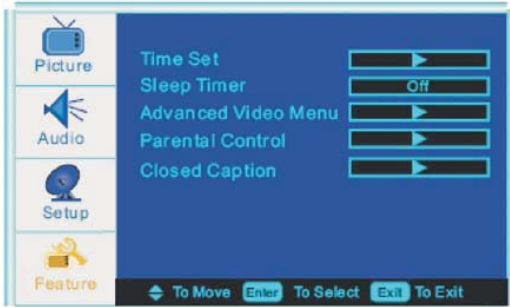 Picture
Audio
Setup
Feature
Time Set
Sleep Timer Off
Advanced Video Menu
Parental Control
Closed Caption
To Move Enter To Select Exit To Exit